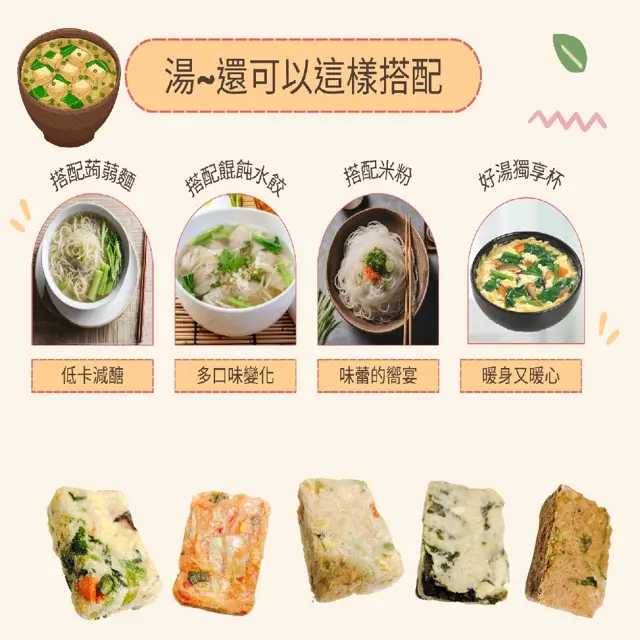 湯~還可以這樣搭配
搭配蒟蒻麵
搭配餛飩水餃
搭配米粉
好湯獨享杯
低卡減醣
多口味變化
味蕾的嚮宴
暖身又暖心